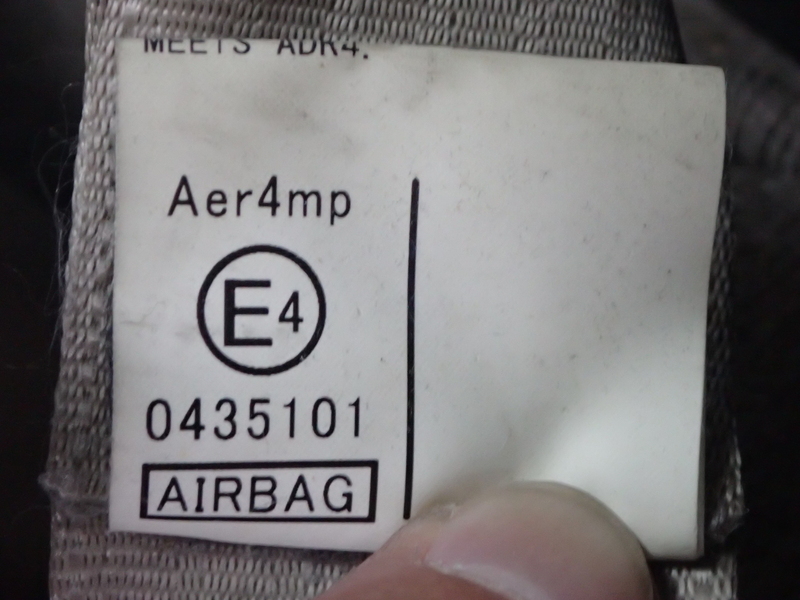 MEETS ADR4.
Aer4mp
E4
0435101
AIRBAG